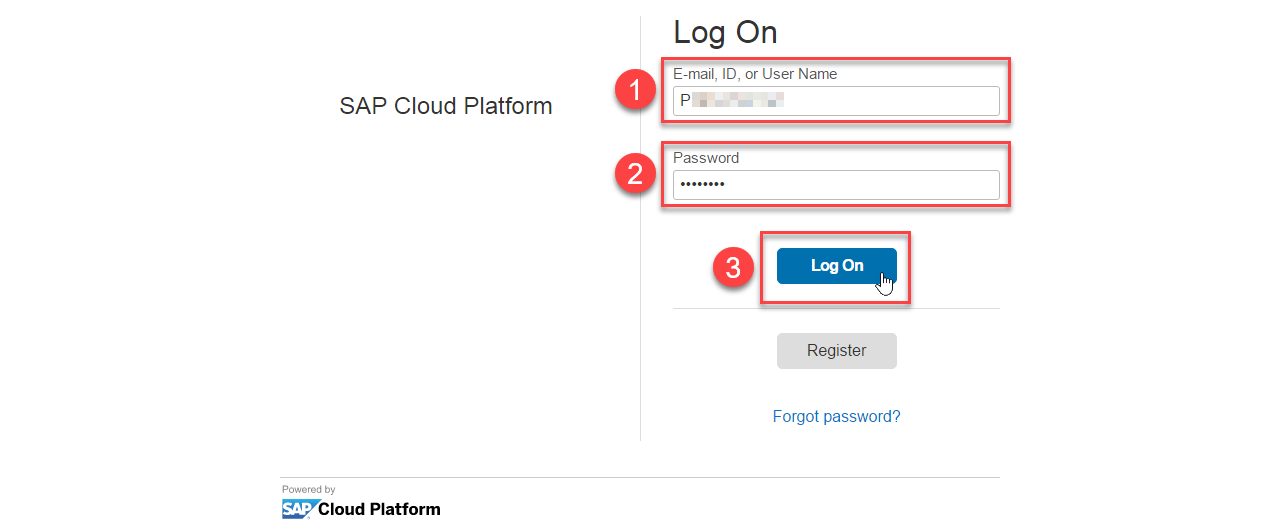 Log On
E-mail, ID, or User Name
1
P
SAP Cloud Platform
Password
2
••••••••
3
Log On
Register
Forgot password?
Powered by
SAP Cloud Platform